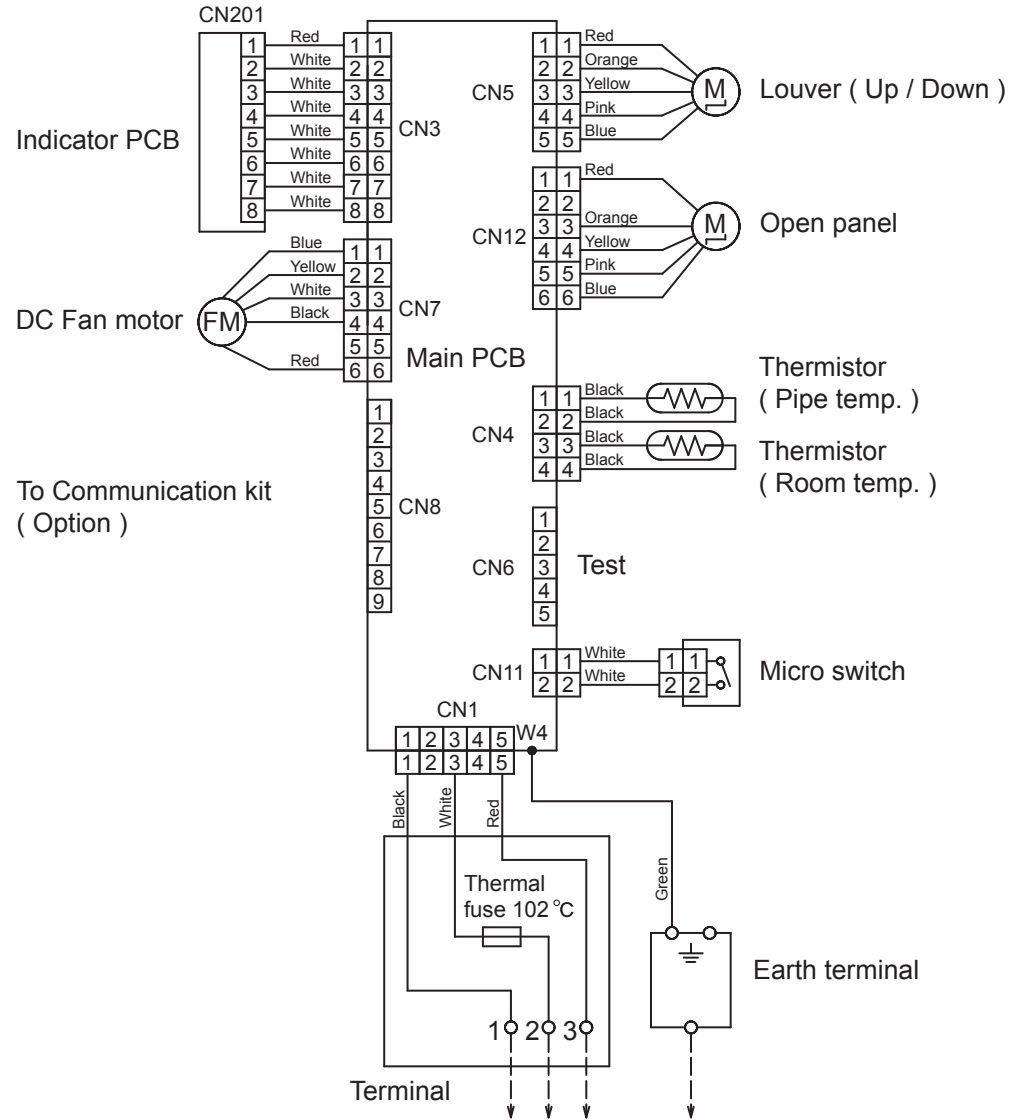 CN201
Indicator PCB
1 Red 1 1
2 White 2 2
3 White 3 3
4 White 4 4
5 White 5 5
6 White 6 6
7 White 7 7
8 White 8 8
CN3
DC Fan motor
FM
Blue 1 1
Yellow 2 2
White 3 3
Black 4 4
5 5
Red 6 6
CN7
Main PCB
To Communication kit
( Option )
1
2
3
4
5
6
7
8
9
CN8
CN5
1 1 Red
2 2 Orange
3 3 Yellow
4 4 Pink
5 5 Blue
M
Louver ( Up / Down )
CN12
1 1 Red
2 2
3 3 Orange
4 4 Yellow
5 5 Pink
6 6 Blue
M
Open panel
CN4
1 1 Black
2 2 Black
3 3 Black
4 4 Black
Thermistor
( Pipe temp. )
Thermistor
( Room temp. )
CN6
1
2
3
4
5
Test
CN11
1 1 White 1 1
2 2 White 2 2
Micro switch
CN1
1 2 3 4 5 W4
1 2 3 4 5
Black
White
Red
Green
Thermal
fuse 102 °C
1 2 3
Terminal
Earth terminal